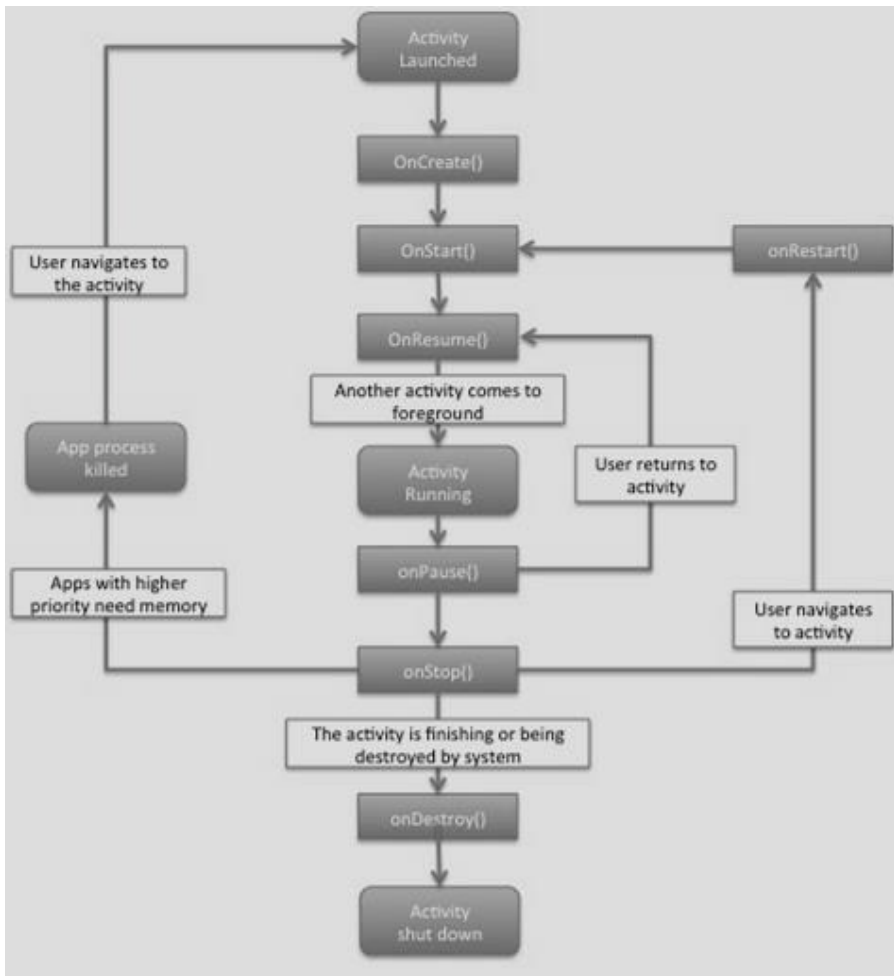 Activity
Launched
OnCreate()
OnStart()
onRestart()
User navigates to
the activity
OnResume()
Another activity comes to
foreground
App process
killed
Activity
Running
User returns to
activity
onPause()
Apps with higher
priority need memory
User navigates
to activity
onStop()
The activity is finishing or being
destroyed by system
onDestroy()
Activity
shut down